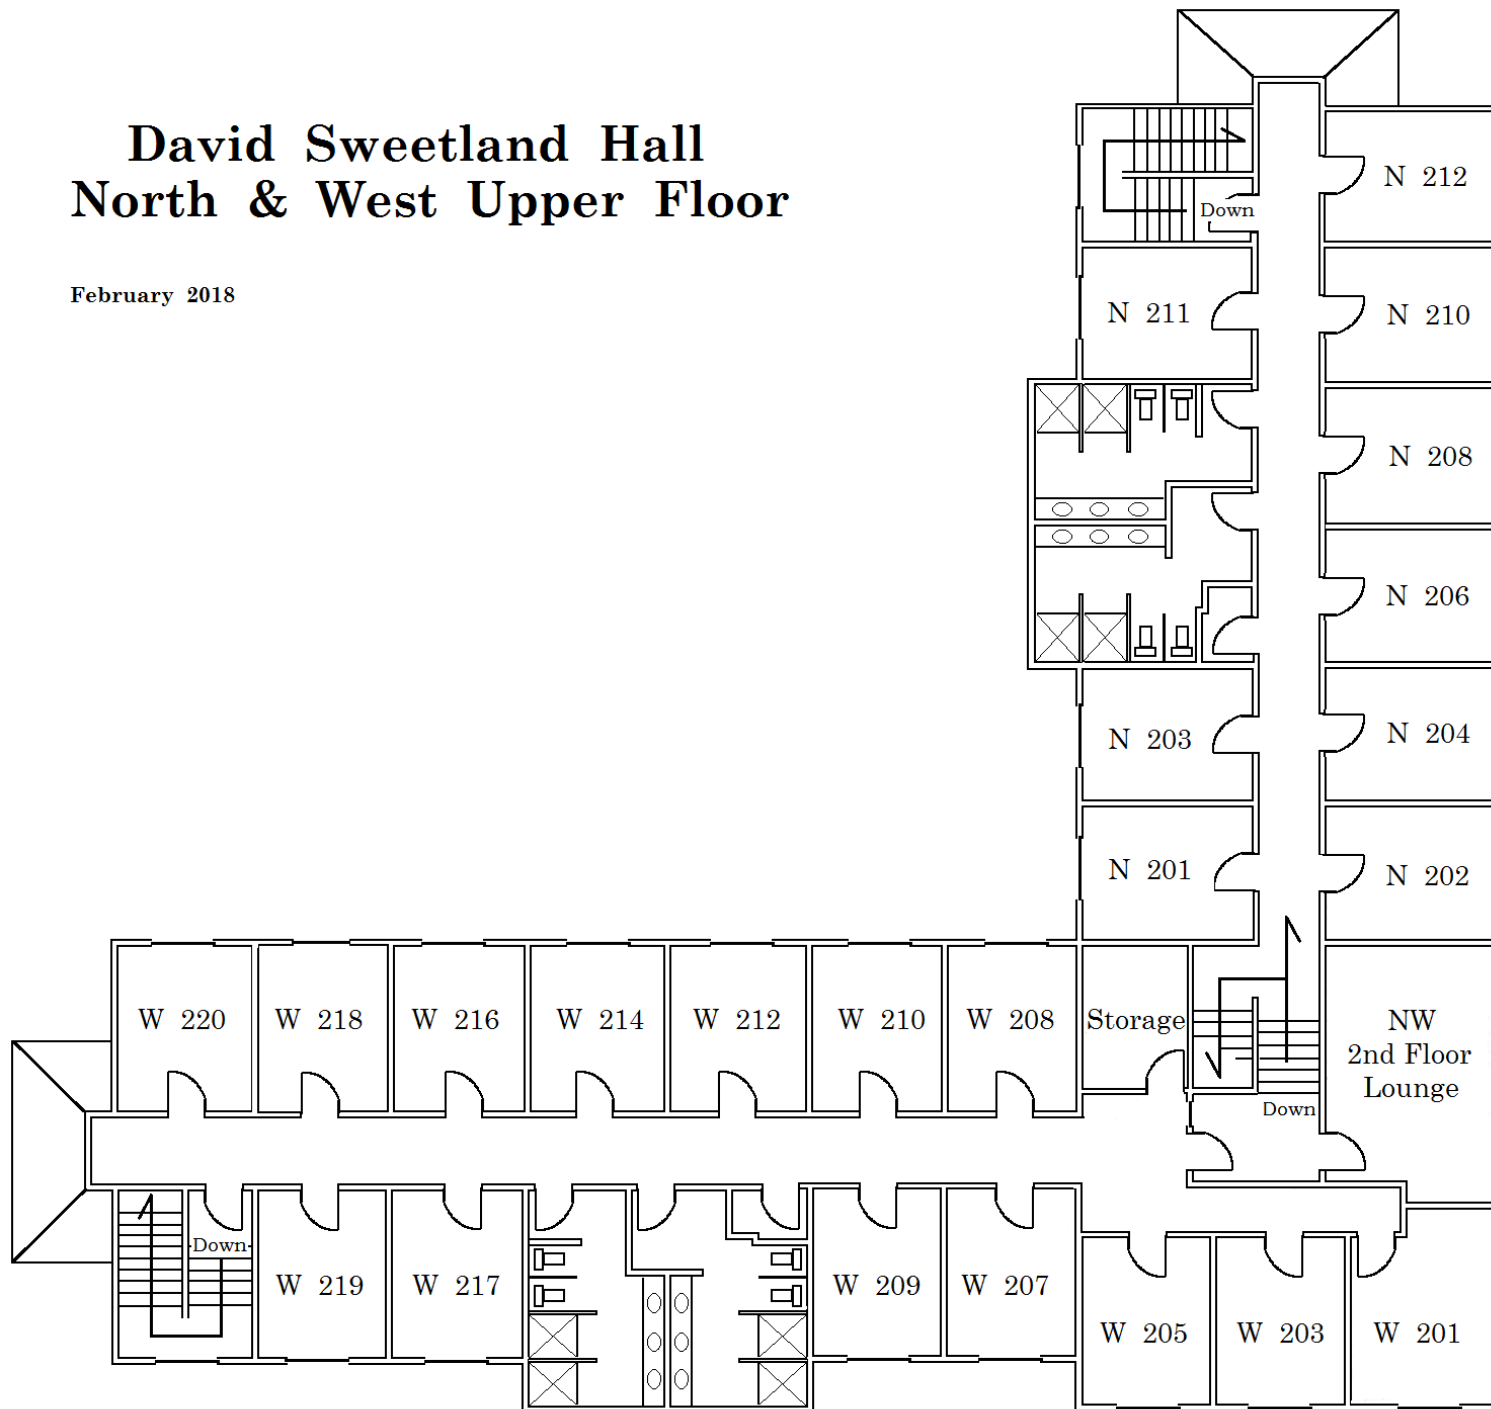 David Sweetland Hall
North & West Upper Floor
February 2018
N 212
Down
N 211
N 210
N 208
N 206
N 203
N 204
N 201
N 202
W 220
W 218
W 216
W 214
W 212
W 210
W 208
Storage
NW
2nd Floor
Lounge
Down
Down
W 219
W 217
W 209
W 207
W 205
W 203
W 201